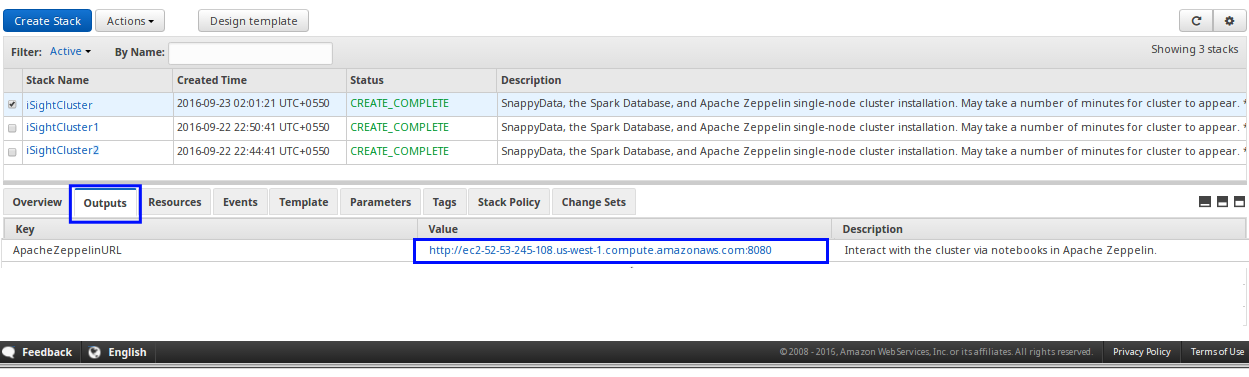 Create Stack Actions Design template
Filter: Active By Name: Showing 3 stacks
Stack Name Created Time Status Description
iSightCluster 2016-09-23 02:01:21 UTC+0550 CREATE_COMPLETE SnappyData, the Spark Database, and Apache Zeppelin single-node cluster installation. May take a number of minutes for cluster to appear. *
iSightCluster1 2016-09-22 22:50:41 UTC+0550 CREATE_COMPLETE SnappyData, the Spark Database, and Apache Zeppelin single-node cluster installation. May take a number of minutes for cluster to appear. *
iSightCluster2 2016-09-22 22:44:41 UTC+0550 CREATE_COMPLETE SnappyData, the Spark Database, and Apache Zeppelin single-node cluster installation. May take a number of minutes for cluster to appear. *
Overview Outputs Resources Events Template Parameters Tags Stack Policy Change Sets
Key Value Description
ApacheZeppelinURL http://ec2-52-53-245-108.us-west-1.compute.amazonaws.com:8080 Interact with the cluster via notebooks in Apache Zeppelin.
Feedback English © 2008 - 2016, Amazon Web Services, Inc. or its affiliates. All rights reserved. Privacy Policy Terms of Use